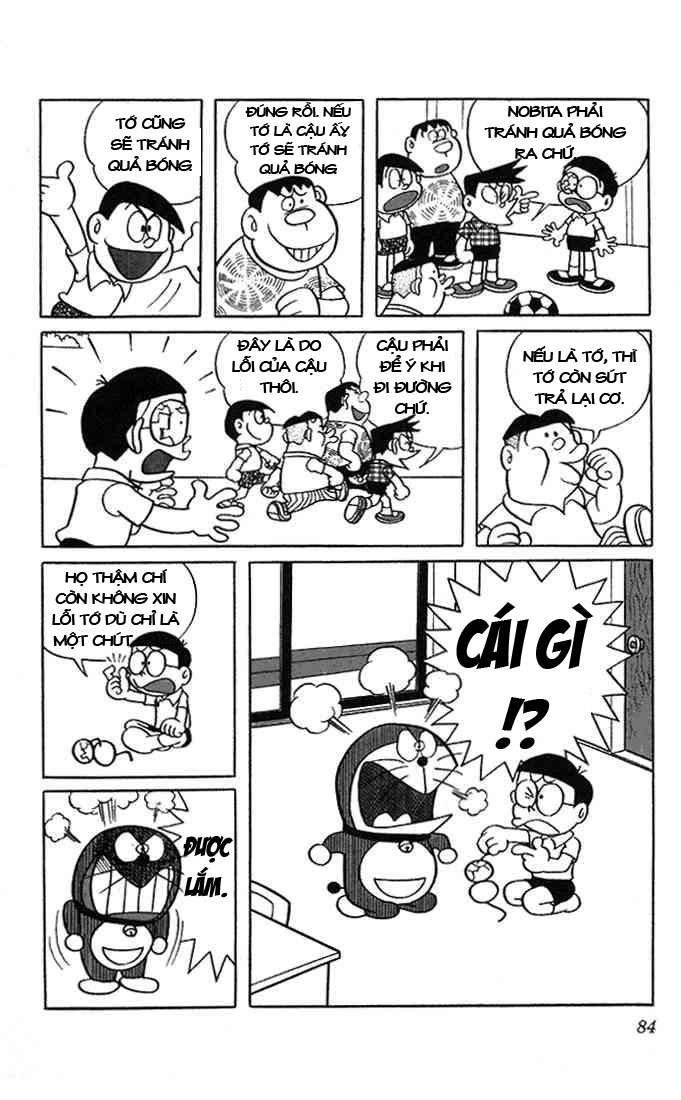 TỚ CŨNG
SẼ TRÁNH
QUẢ BÓNG.
ĐÚNG RỒI. NẾU
TỚ LÀ CẬU ẤY
TỚ SẼ TRÁNH
QUẢ BÓNG
NOBITA PHẢI
TRÁNH QUẢ BÓNG
RA CHỨ.
ĐÂY LÀ DO
LỖI CỦA CẬU
THÔI.
CẬU PHẢI
ĐỂ Ý KHI
ĐI ĐƯỜNG
CHỨ.
NẾU LÀ TỚ, THÌ
TỚ CÒN SÚT
TRẢ LẠI CƠ.
HỌ THẬM CHÍ
CÒN KHÔNG XIN
LỖI TỚ DÙ CHỈ LÀ
MỘT CHÚT.
CÁI GÌ
!?
ĐƯỢC
LẮM.
84